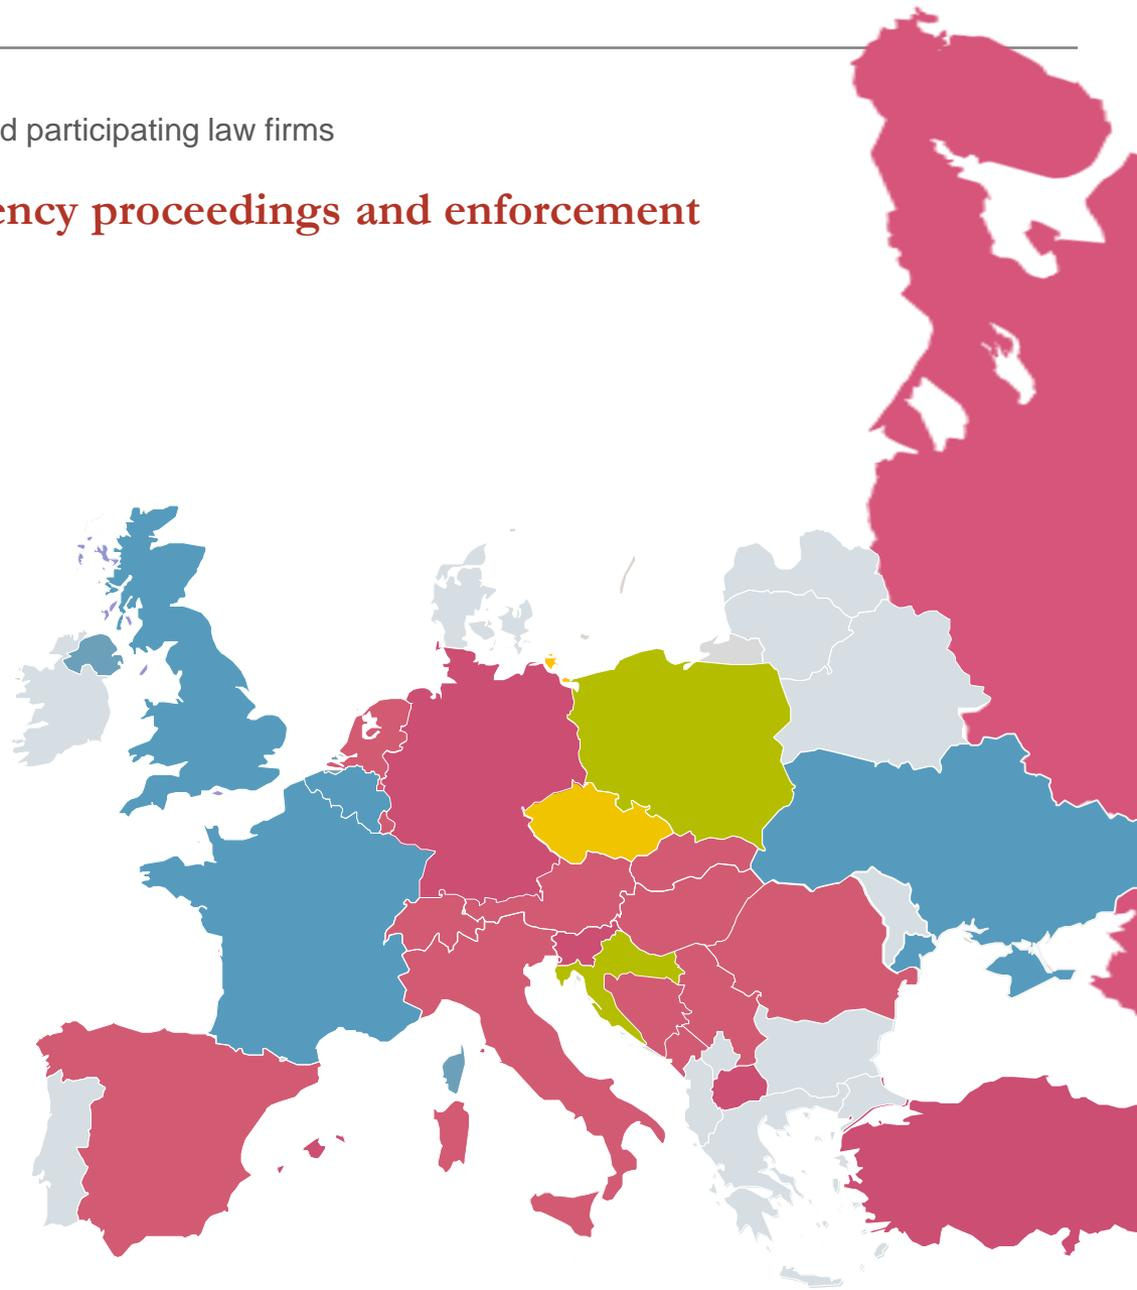 d participating law firms
ency proceedings and enforcement